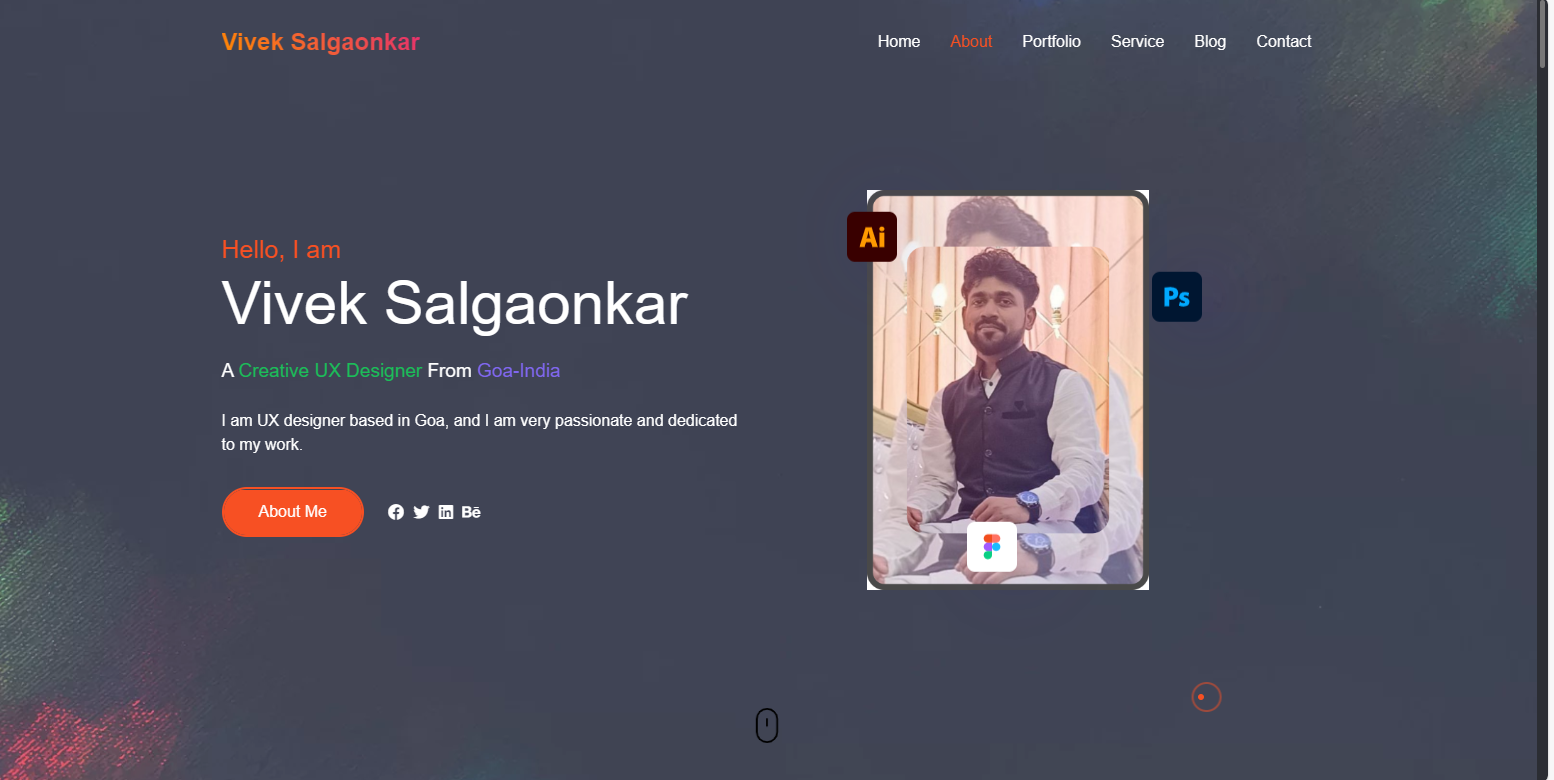 Vivek Salgaonkar
Home About Portfolio Service Blog Contact
Hello, I am
Vivek Salgaonkar
A Creative UX Designer From Goa-India
I am UX designer based in Goa, and I am very passionate and dedicated
to my work.
About Me
Bē
Ai
Ps